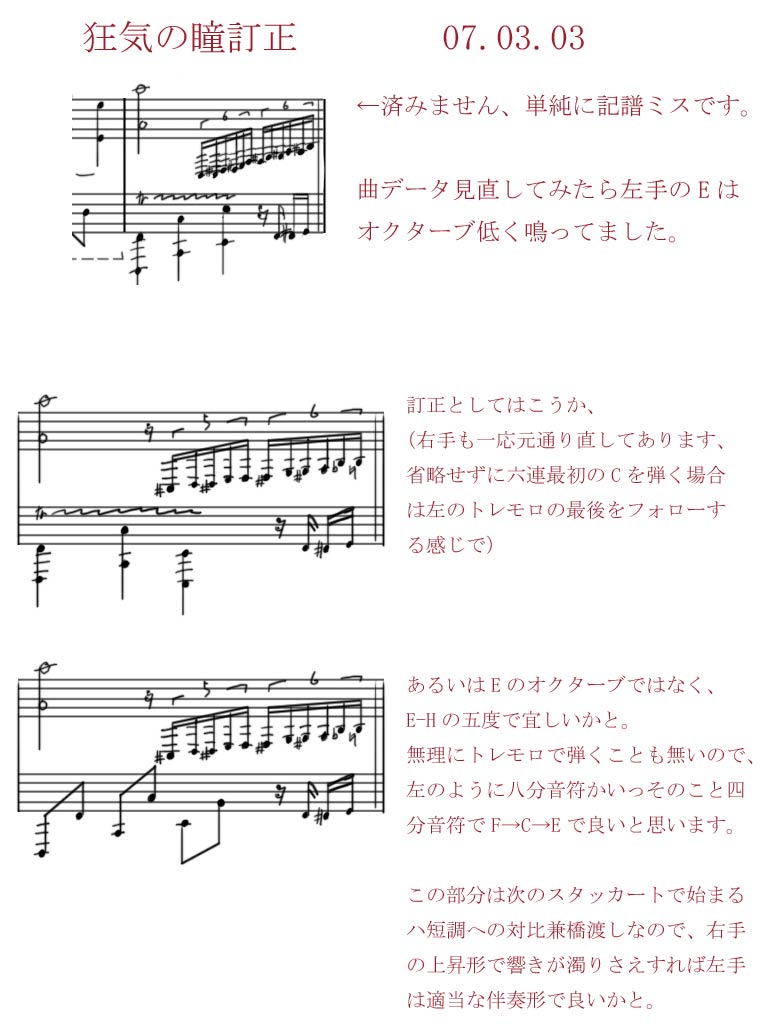 狂気の瞳訂正 07.03.03
←済みません、単純に記譜ミスです。
6 6
曲データ見直してみたら左手のEは
オクターブ低く鳴ってました。
訂正としてはこうか、
5 6
(右手も一応元通り直してあります、
省略せずに六連最初のCを弾く場合
は左のトレモロの最後をフォローす
る感じで)
あるいはEのオクターブではなく、
5 6
E-Hの五度で宜しいかと。
無理にトレモロで弾くことも無いので、
左のように八分音符かいっそのこと四
分音符でF→C→Eで良いと思います。
この部分は次のスタッカートで始まる
ハ短調への対比兼橋渡しなので、右手
の上昇形で響きが濁りさえすれば左手
は適当な伴奏形で良いかと。